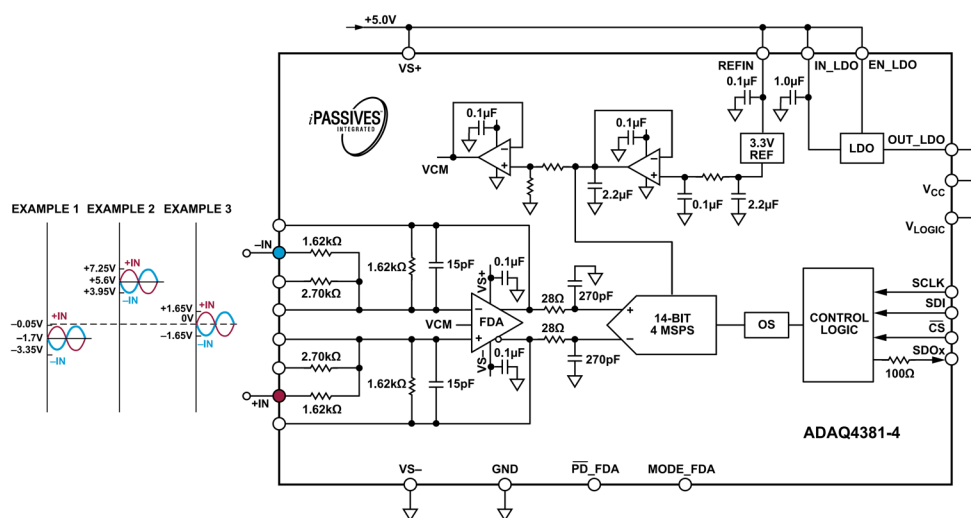 +5.0V
VS+
REFIN
IN_LDO
EN_LDO
0.1µF
1.0µF
iPASSIVES
INTEGRATED
0.1µF
0.1µF
3.3V
REF
LDO
OUT_LDO
VCM
2.2µF
0.1µF
2.2µF
VCC
VLOGIC
EXAMPLE 1
EXAMPLE 2
EXAMPLE 3
+7.25V
+5.6V
+3.95V
+IN
–IN
–0.05V
–1.7V
–3.35V
+IN
–IN
+1.65V
0V
–1.65V
+IN
–IN
–IN
1.62kΩ
2.70kΩ
1.62kΩ
15pF
VS+
0.1µF
28Ω
270pF
VCM
FDA
28Ω
270pF
VS–
0.1µF
2.70kΩ
1.62kΩ
1.62kΩ
15pF
+IN
14-BIT
4 MSPS
OS
CONTROL
LOGIC
SCLK
SDI
CS
SDOx
100Ω
ADAQ4381-4
VS–
GND
PD_FDA
MODE_FDA